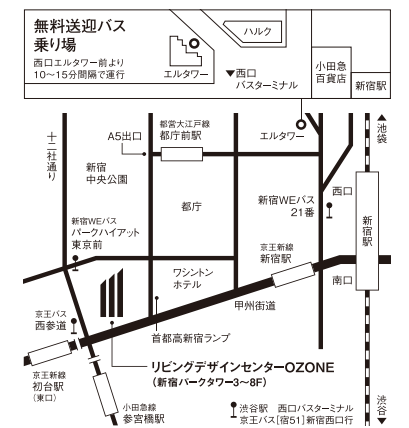 無料送迎バス
乗り場
西口エルタワー前より
10〜15分間隔で運行
エルタワー
ハルク
▼西口
バスターミナル
小田急
百貨店
新宿駅
都営大江戸線
都庁前駅
A5出口
エルタワー
▲池袋
十二社通り
新宿
中央公園
都庁
新宿WEバス
21番
西口
新宿駅
新宿WEバス
パークハイアット
東京前
京王新線
新宿駅
ワシントン
ホテル
南口
甲州街道
京王バス
西参道
首都高新宿ランプ
リビングデザインセンターOZONE
(新宿パークタワー3〜8F)
京王新線
初台駅
(東口)
小田急線
参宮橋駅
渋谷駅 西口バスターミナル
京王バス[宿51]新宿西口行
渋谷▼